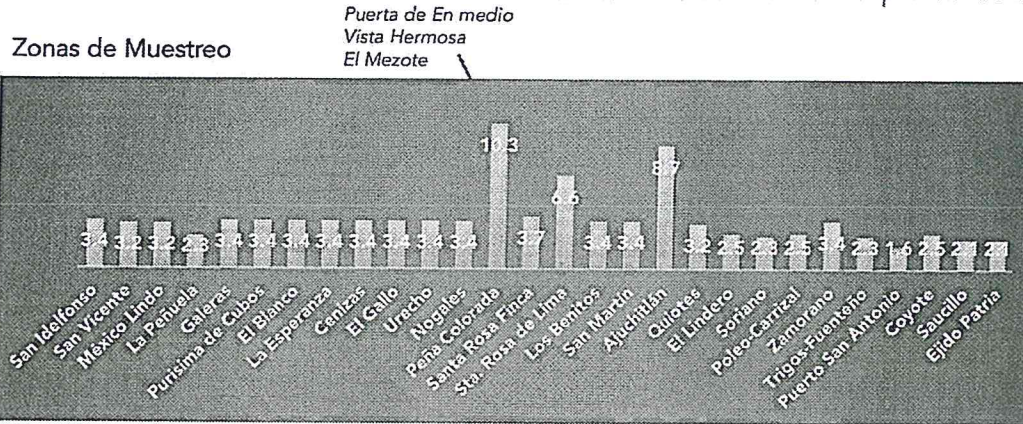 Puerta de En medio
Vista Hermosa
El Mezote
Zonas de Muestreo
3.4 3.2 3.2 2.3 3.4 3.4 3.4 3.4 3.4 3.4 3.4 3.4 10.3 3.7 6.6 3.4 3.4 8.7 3.2 2.5 2.3 2.5 3.4 2.3 1.6 2.5
San Idelfonso
San Vicente
México Lindo
La Peñuela
Galeras
Purisima de Cubos
El Blanco
La Esperanza
Cenizas
El Gallo
Uracho
Nogales
Peña Colorada
Santa Rosa Finca
Sta. Rosa de Lima
Los Benitos
San Martín
Ajuchitlán
Quiotes
El Lindero
Soriano
Poleo-Carrizal
Zamorano
Trigos-Fuenteño
Puerto San Antonio
Coyote
Saucillo
Ejido Patria